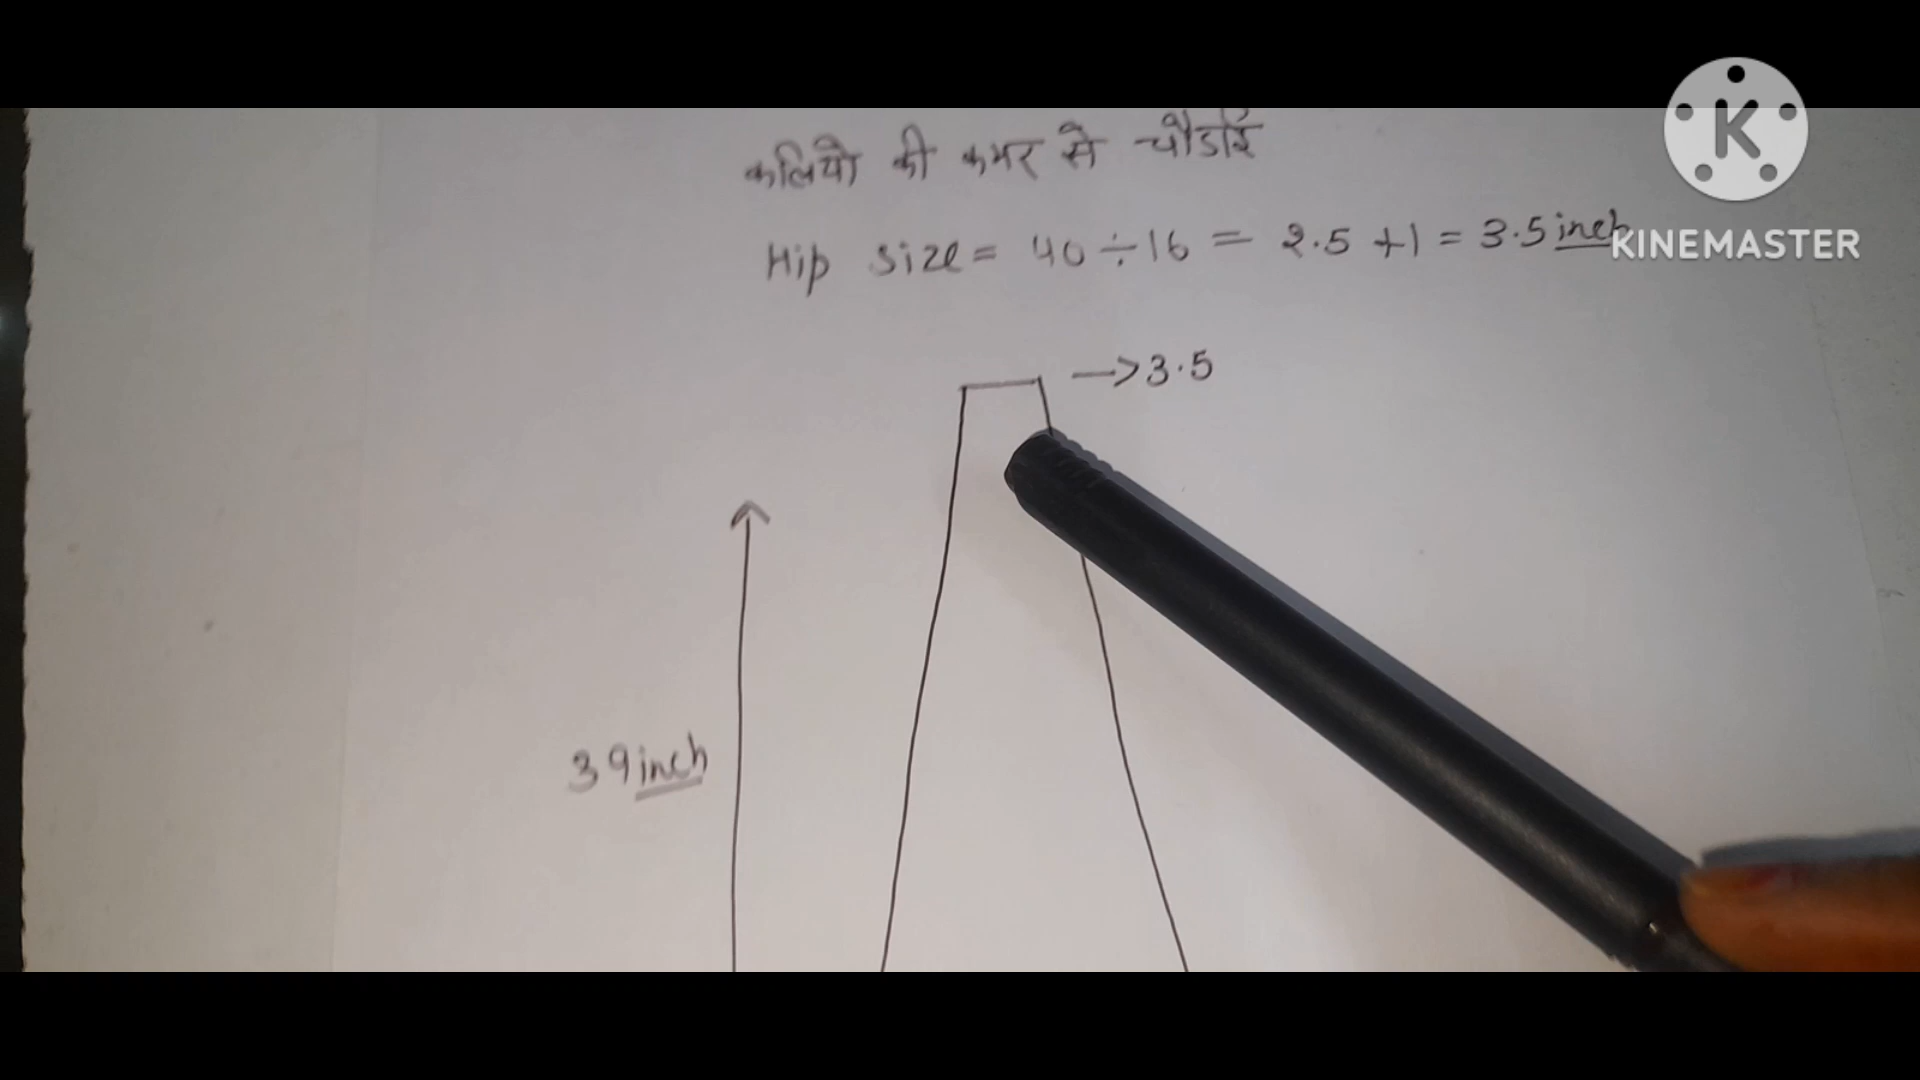 कलियो की कमर से चौडाई
Hip size = 40 ÷ 16 = 2.5 + 1 = 3.5 inch
K
KINEMASTER
→ 3.5
39 inch